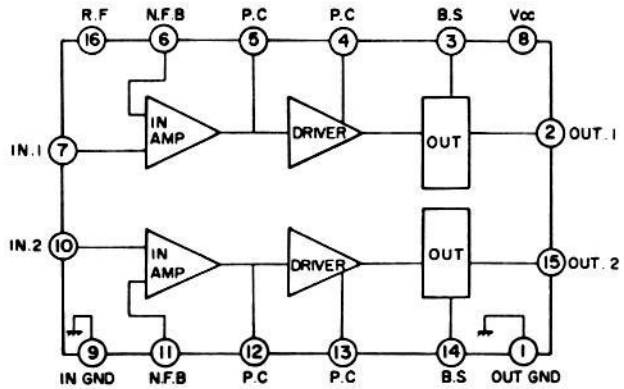 R.F N.F.B P.C P.C B.S Vcc
16 6 5 4 3 8
IN AMP DRIVER OUT
IN.1 7 2 OUT.1
IN.2 10 15 OUT.2
IN AMP DRIVER OUT
9 11 12 13 14 1
IN GND N.F.B P.C P.C B.S OUT GND